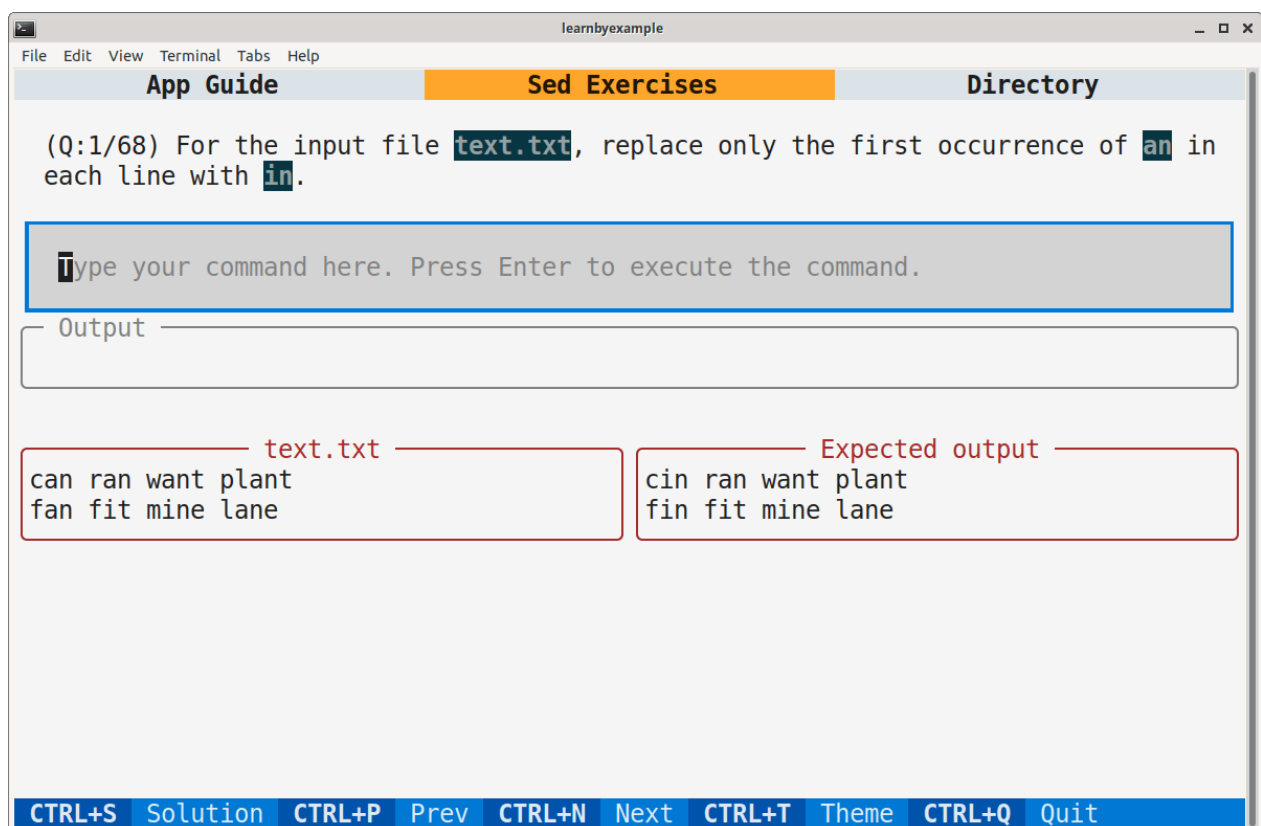 learnbyexample
File Edit View Terminal Tabs Help
App Guide Sed Exercises Directory
(Q:1/68) For the input file text.txt, replace only the first occurrence of an in
each line with in.
Type your command here. Press Enter to execute the command.
Output
text.txt
can ran want plant
fan fit mine lane
Expected output
cin ran want plant
fin fit mine lane
CTRL+S Solution CTRL+P Prev CTRL+N Next CTRL+T Theme CTRL+Q Quit